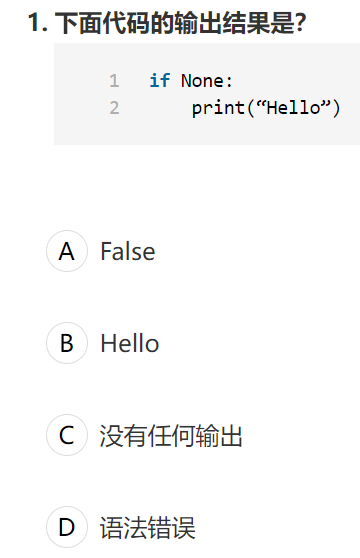 1. 下面代码的输出结果是?
1 if None:
2 print(“Hello”)
A False
B Hello
C 没有任何输出
D 语法错误